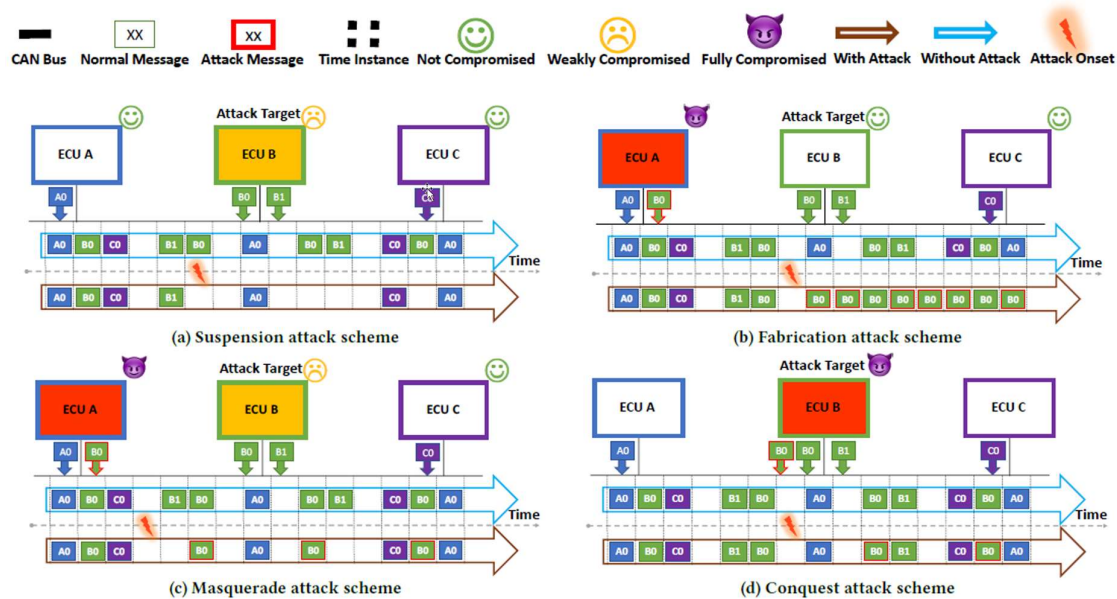 XX XX
CAN Bus Normal Message Attack Message Time Instance Not Compromised Weakly Compromised Fully Compromised With Attack Without Attack Attack Onset
Attack Target
ECU A ECU B ECU C
A0 B0 B1 C0
A0 B0 C0 B1 B0 A0 B0 B1 C0 B0 A0
Time
A0 B0 C0 B1 A0 C0 A0
(a) Suspension attack scheme
Attack Target
ECU A ECU B ECU C
A0 B0 B0 B1 C0
A0 B0 C0 B1 B0 A0 B0 B1 C0 B0 A0
Time
A0 B0 C0 B1 B0 B0 B0 B0 B0 B0 B0 B0 B0
(b) Fabrication attack scheme
Attack Target
ECU A ECU B ECU C
A0 B0 B0 B1 C0
A0 B0 C0 B1 B0 A0 B0 B1 C0 B0 A0
Time
A0 B0 C0 B0 A0 B0 C0 B0 A0
(c) Masquerade attack scheme
Attack Target
ECU A ECU B ECU C
A0 B0 B0 B1 C0
A0 B0 C0 B1 B0 A0 B0 B1 C0 B0 A0
Time
A0 B0 C0 B1 B0 A0 B0 B1 C0 B0 A0
(d) Conquest attack scheme